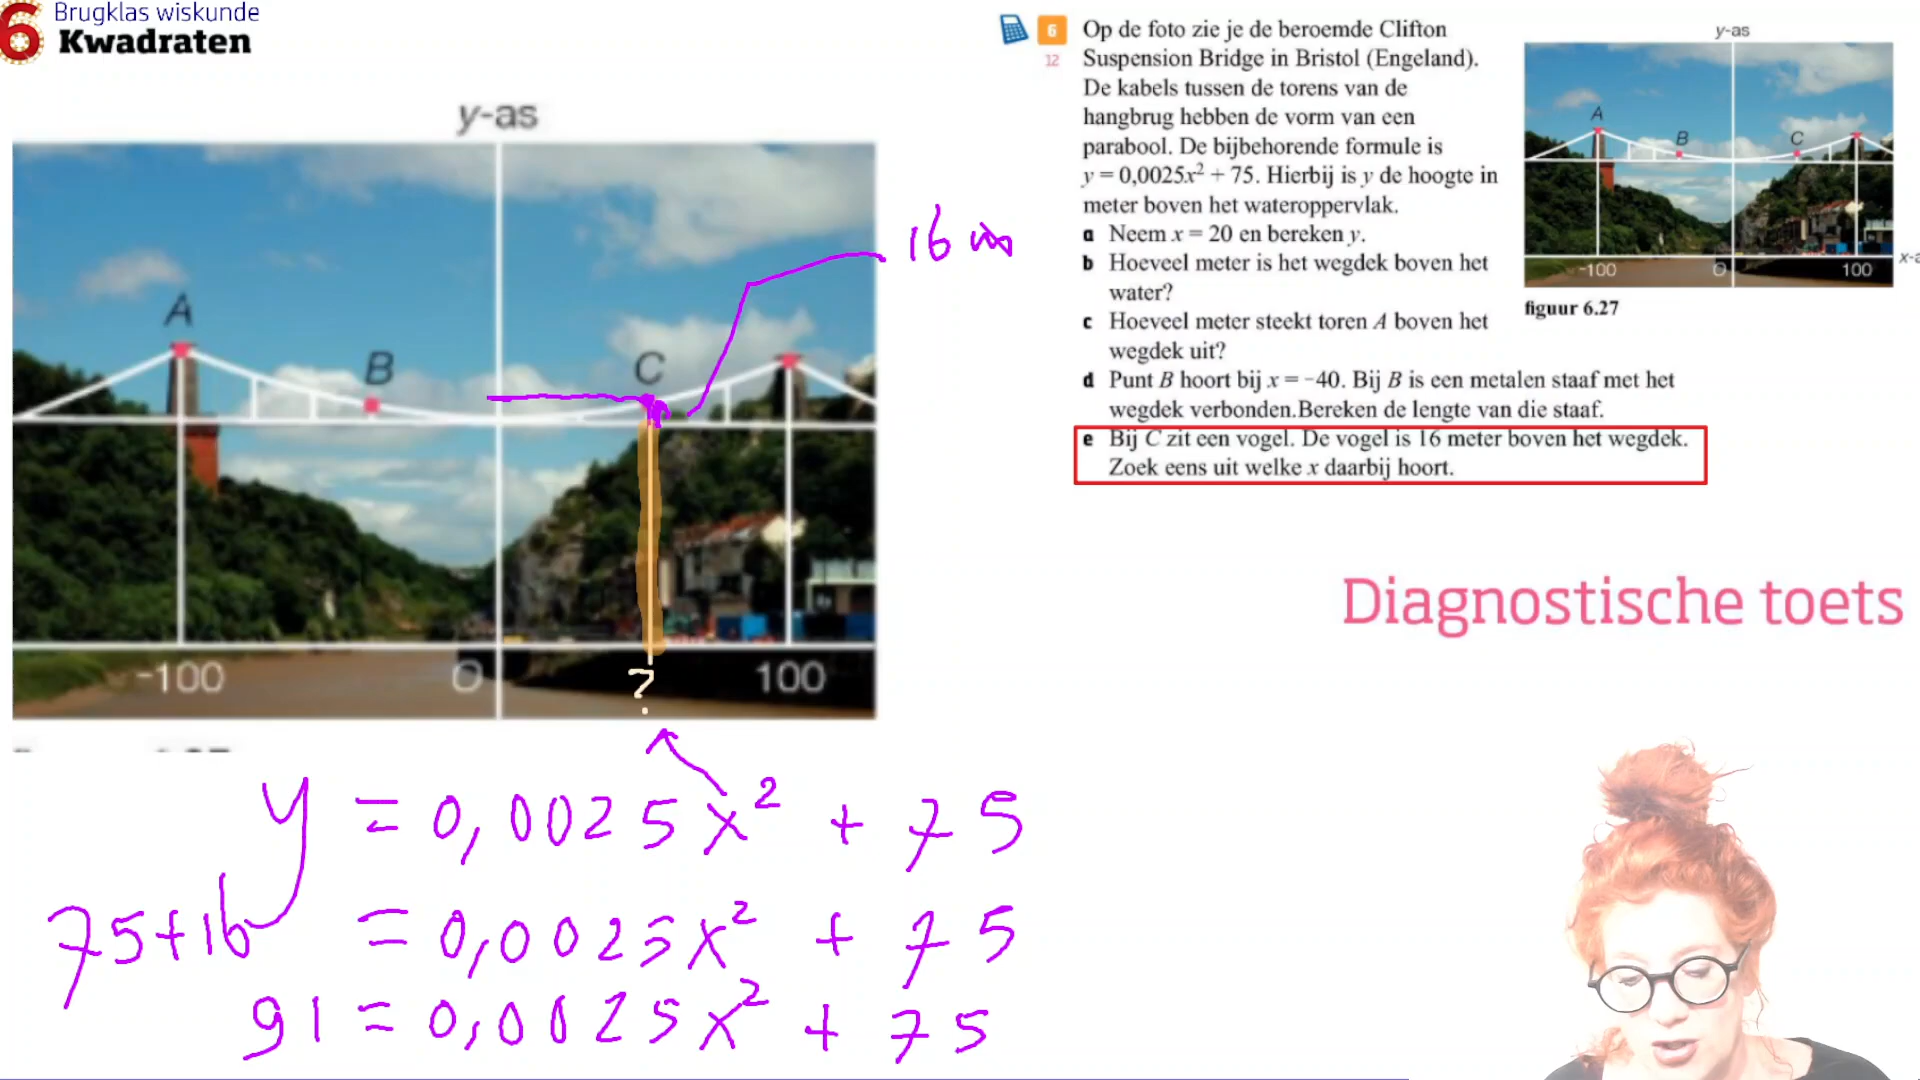 6 Brugklas wiskunde
Kwadraten
y-as
A
B
C
16 m
-100
O
?
100
y = 0,0025x² + 75
75+16 = 0,0025x² + 75
91 = 0,0025x² + 75
6 Op de foto zie je de beroemde Clifton
12 Suspension Bridge in Bristol (Engeland).
De kabels tussen de torens van de
hangbrug hebben de vorm van een
parabool. De bijbehorende formule is
y = 0,0025x² + 75. Hierbij is y de hoogte in
meter boven het wateroppervlak.
a Neem x = 20 en bereken y.
b Hoeveel meter is het wegdek boven het
water?
c Hoeveel meter steekt toren A boven het
wegdek uit?
d Punt B hoort bij x = -40. Bij B is een metalen staaf met het
wegdek verbonden.Bereken de lengte van die staaf.
e Bij C zit een vogel. De vogel is 16 meter boven het wegdek.
Zoek eens uit welke x daarbij hoort.
y-as
A
B
C
-100
O
100
x-a
figuur 6.27
Diagnostische toets